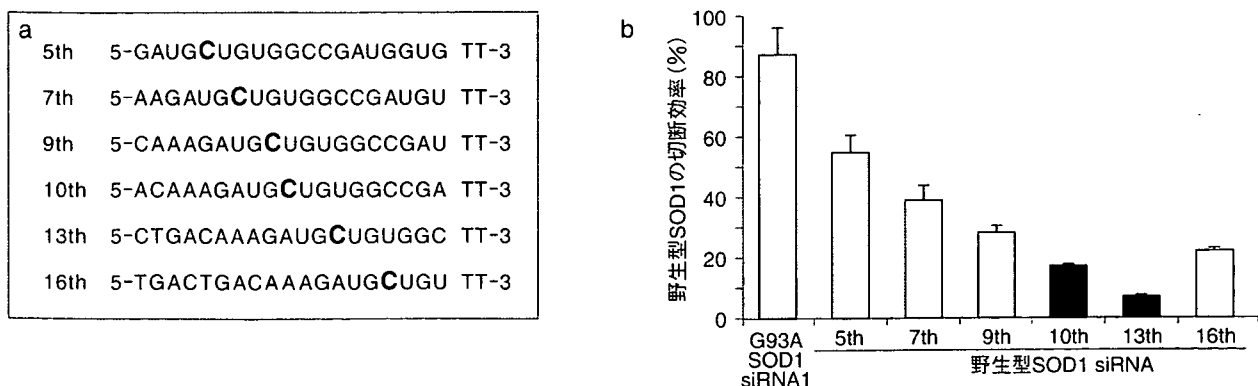 a
5th 5-GAUGCUGUGGCCGAUGGUG TT-3
7th 5-AAGAUGCUGUGGCCGAUGU TT-3
9th 5-CAAAGAUGCUGUGGCCGAU TT-3
10th 5-ACAAAGAUGCUGUGGCCGA TT-3
13th 5-CTGACAAAGAUGCUGUGGC TT-3
16th 5-TGACTGACAAAGAUGCUGU TT-3
b
野生型SOD1の切断効率(%)
100
80
60
40
20
0
G93A SOD1 siRNA1
5th 7th 9th 10th 13th 16th
野生型SOD1 siRNA